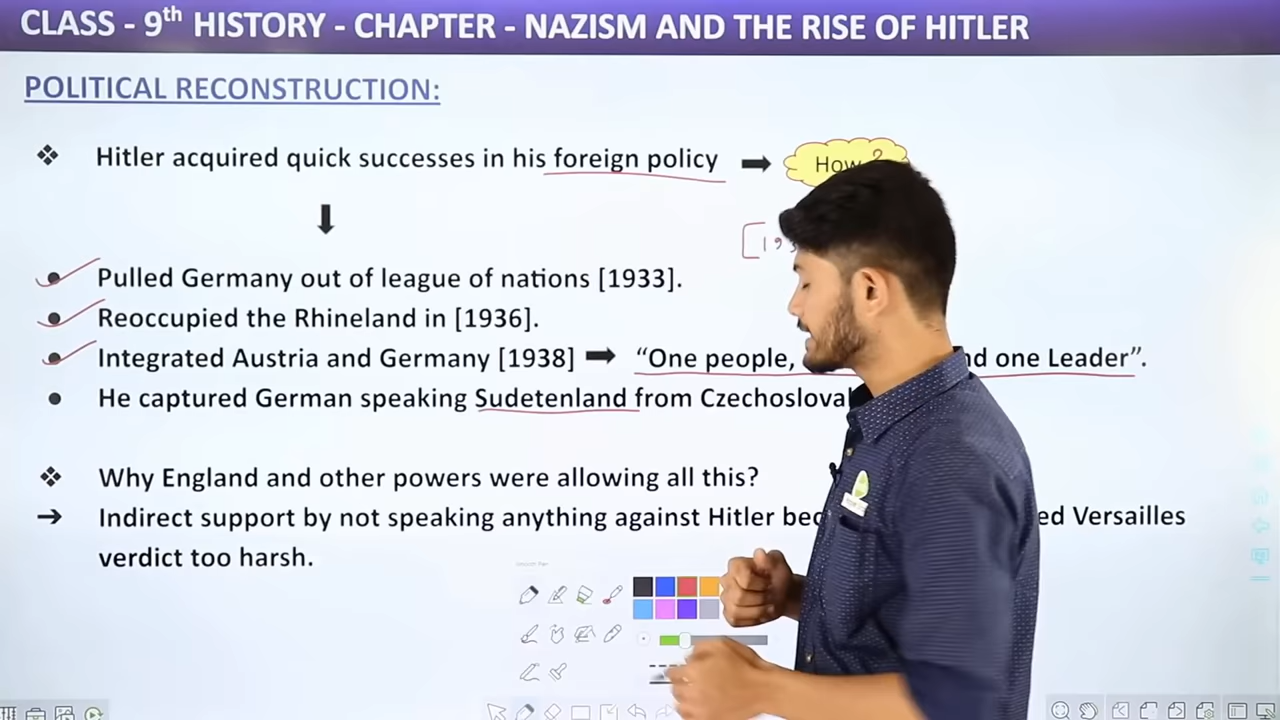 CLASS - 9th HISTORY - CHAPTER - NAZISM AND THE RISE OF HITLER
POLITICAL RECONSTRUCTION:
❖ Hitler acquired quick successes in his foreign policy ➡ How ?
[19
• Pulled Germany out of league of nations [1933].
• Reoccupied the Rhineland in [1936].
• Integrated Austria and Germany [1938] ➡ “One people, nd one Leader”.
• He captured German speaking Sudetenland from
❖ Why England and other powers were allowing all this?
→ Indirect support by not speaking anything against Hitler Versailles
verdict too harsh.